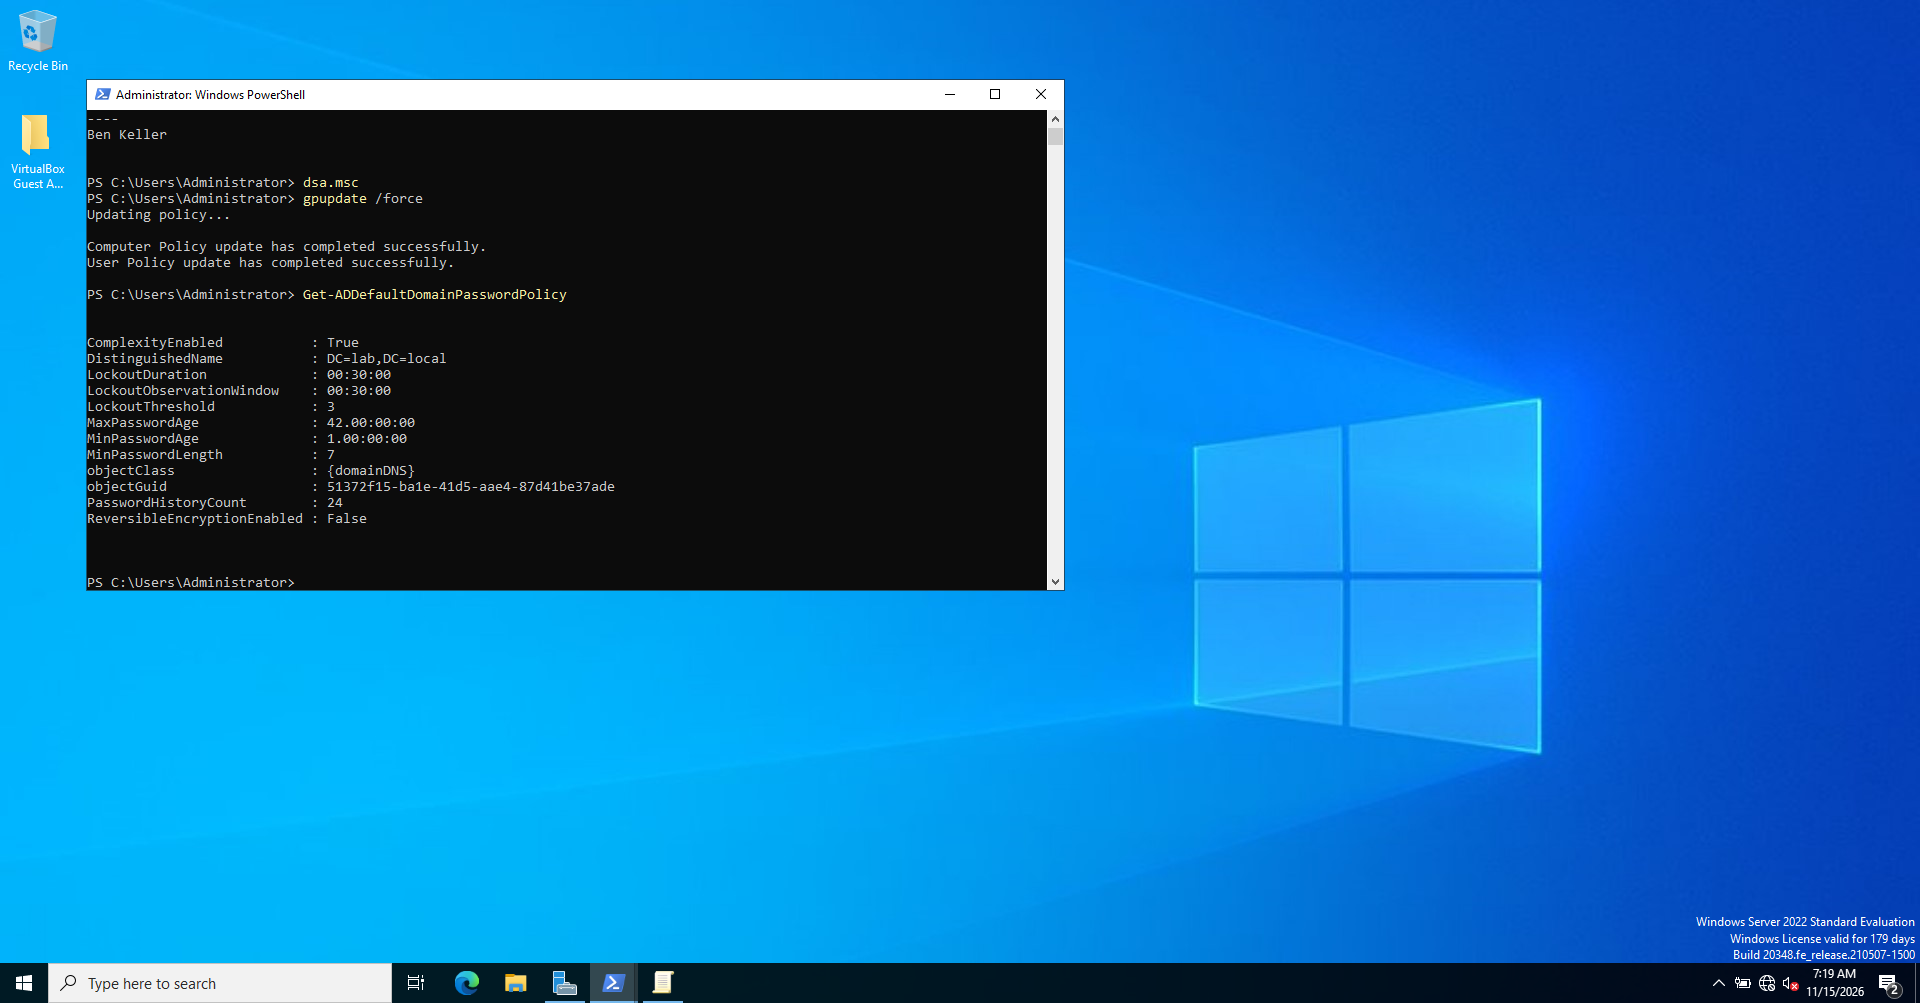 Recycle Bin
VirtualBox
Guest A...
Administrator: Windows PowerShell
----
Ben Keller
PS C:\Users\Administrator> dsa.msc
PS C:\Users\Administrator> gpupdate /force
Updating policy...
Computer Policy update has completed successfully.
User Policy update has completed successfully.
PS C:\Users\Administrator> Get-ADDefaultDomainPasswordPolicy
ComplexityEnabled           : True
DistinguishedName           : DC=lab,DC=local
LockoutDuration             : 00:30:00
LockoutObservationWindow    : 00:30:00
LockoutThreshold            : 3
MaxPasswordAge              : 42.00:00:00
MinPasswordAge              : 1.00:00:00
MinPasswordLength           : 7
objectClass                 : {domainDNS}
objectGuid                  : 51372f15-ba1e-41d5-aae4-87d41be37ade
PasswordHistoryCount        : 24
ReversibleEncryptionEnabled : False
PS C:\Users\Administrator>
Windows Server 2022 Standard Evaluation
Windows License valid for 179 days
Build 20348.fe_release.210507-1500
Type here to search
7:19 AM
11/15/2026
2